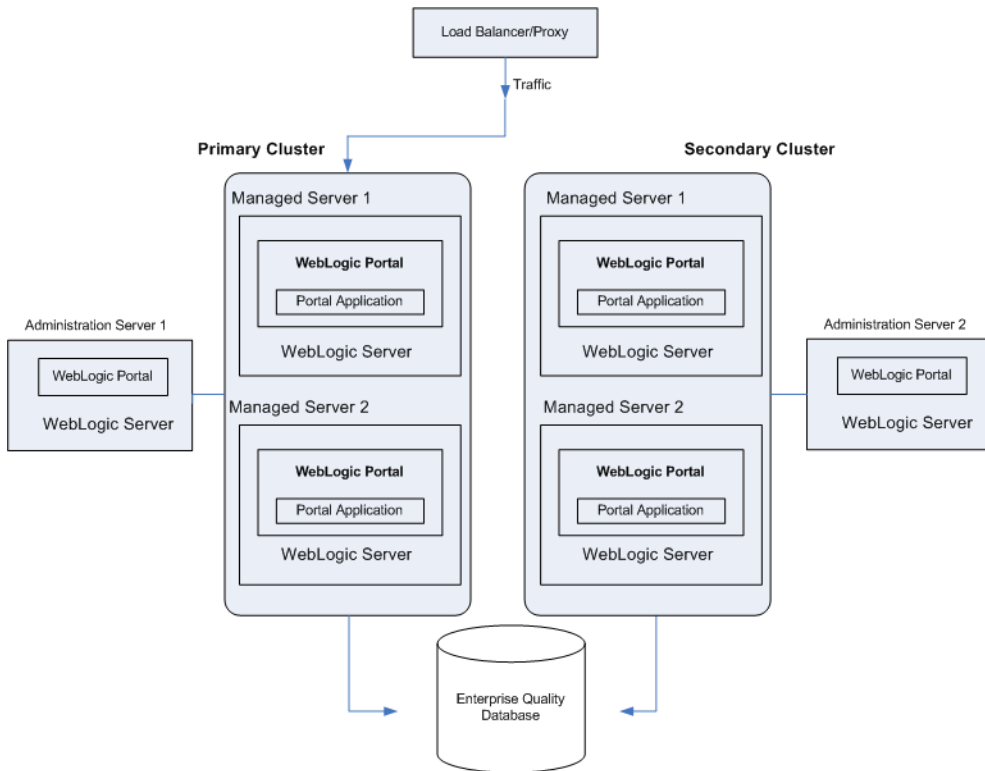 Load Balancer/Proxy
Traffic
Primary Cluster
Secondary Cluster
Managed Server 1
WebLogic Portal
Portal Application
WebLogic Server
Managed Server 1
WebLogic Portal
Portal Application
WebLogic Server
Administration Server 1
WebLogic Portal
WebLogic Server
Administration Server 2
WebLogic Portal
WebLogic Server
Managed Server 2
WebLogic Portal
Portal Application
WebLogic Server
Managed Server 2
WebLogic Portal
Portal Application
WebLogic Server
Enterprise Quality
Database